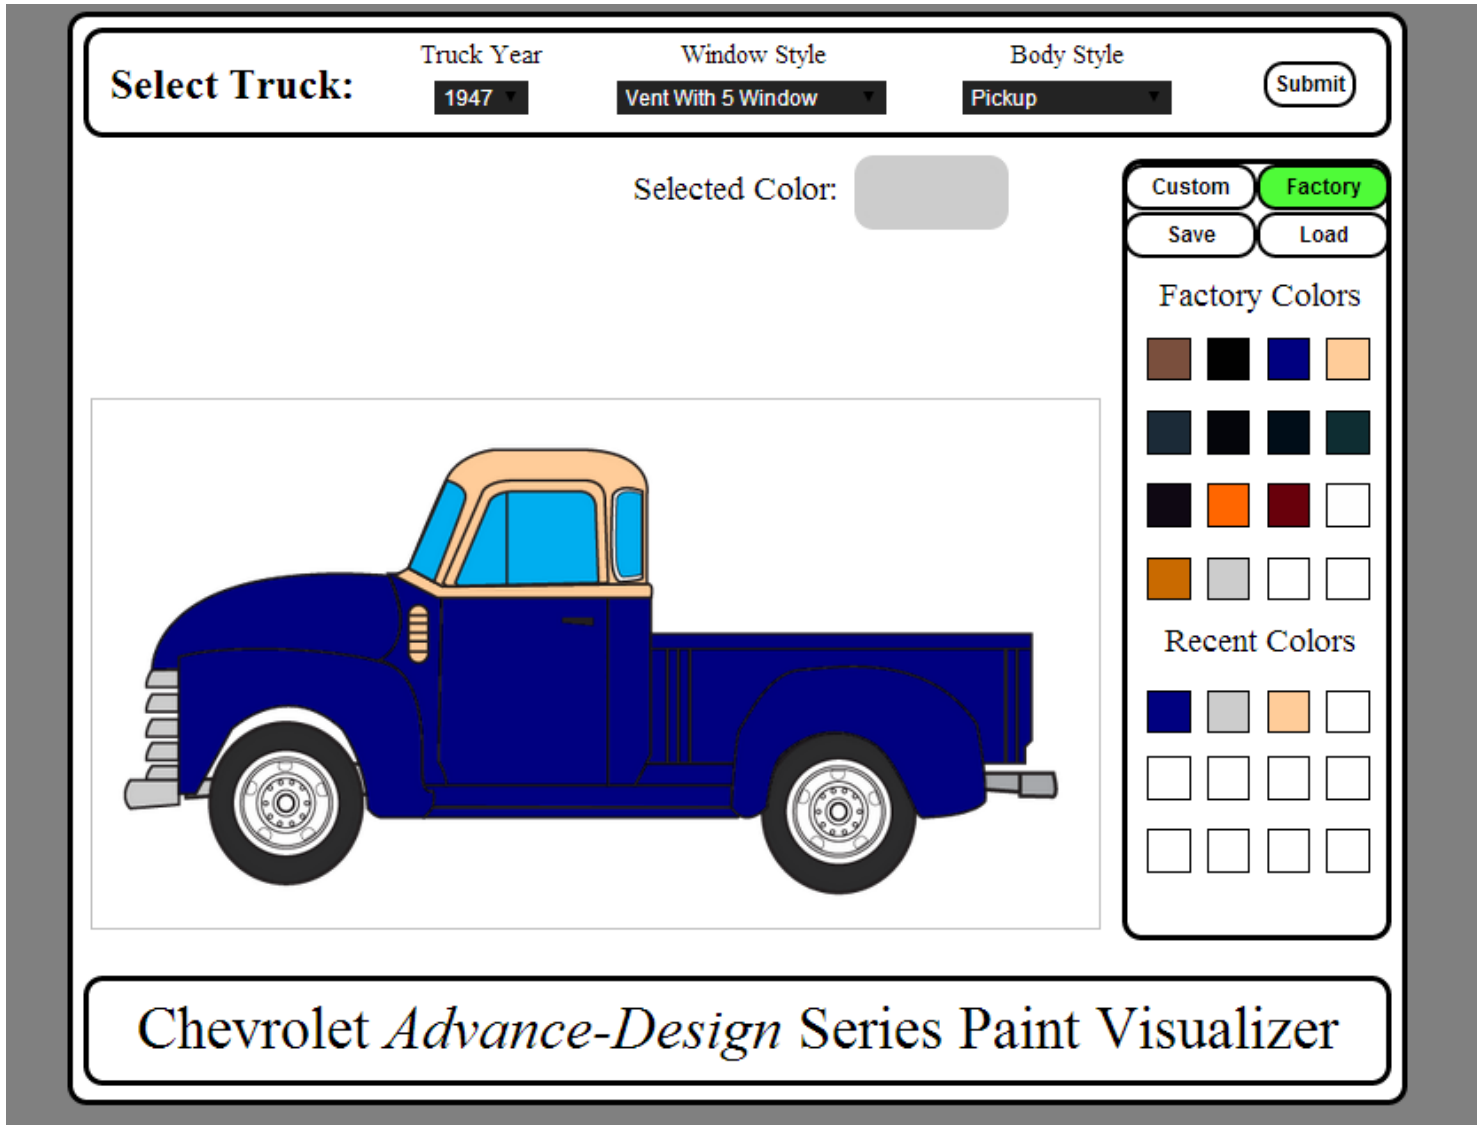 Select Truck:
Truck Year
1947
Window Style
Vent With 5 Window
Body Style
Pickup
Submit
Selected Color:
Custom
Factory
Save
Load
Factory Colors
Recent Colors
Chevrolet Advance-Design Series Paint Visualizer